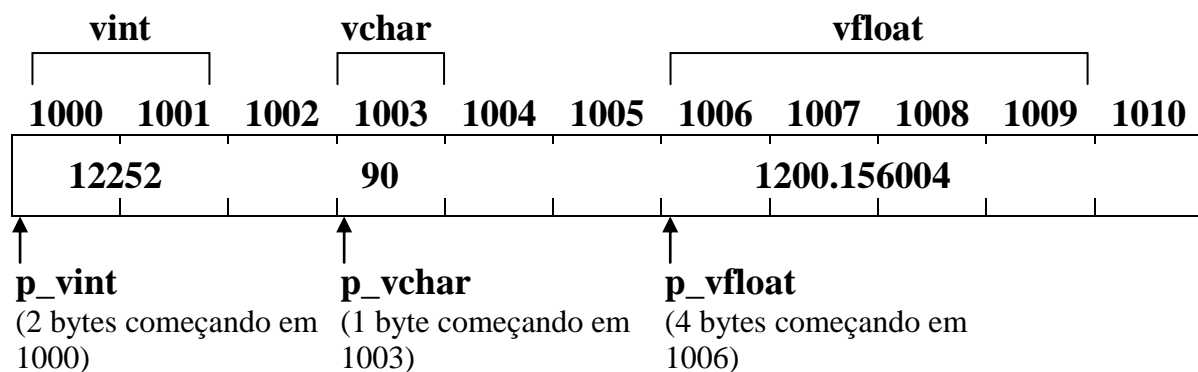 vint vchar vfloat
1000 1001 1002 1003 1004 1005 1006 1007 1008 1009 1010
12252 90 1200.156004
p_vint p_vchar p_vfloat
(2 bytes começando em (1 byte começando em (4 bytes começando em
1000) 1003) 1006)